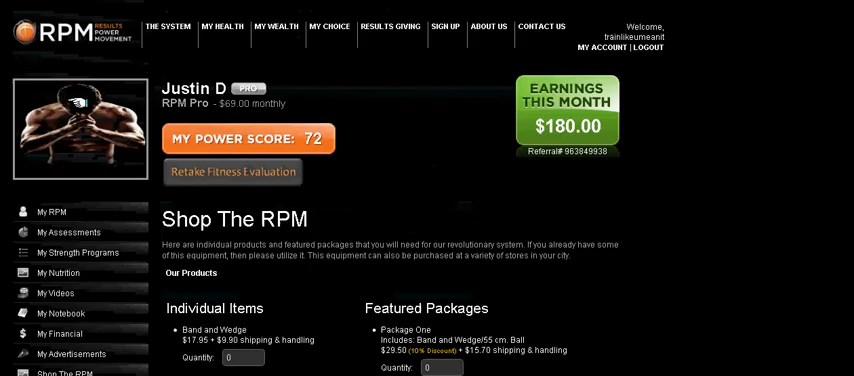 RPM RESULTS POWER MOVEMENT
THE SYSTEM | MY HEALTH | MY WEALTH | MY CHOICE | RESULTS GIVING | SIGN UP | ABOUT US | CONTACT US
Welcome,
trainlikeumeanit
MY ACCOUNT | LOGOUT
Justin D PRO
RPM Pro - $69.00 monthly
MY POWER SCORE: 72
Retake Fitness Evaluation
EARNINGS
THIS MONTH
$180.00
Referral# 963849938
My RPM
My Assessments
My Strength Programs
My Nutrition
My Videos
My Notebook
My Financial
My Advertisements
Shop The RPM
Shop The RPM
Here are individual products and featured packages that you will need for our revolutionary system. If you already have some
of this equipment, then please utilize it. This equipment can also be purchased at a variety of stores in your city.
Our Products
Individual Items
Band and Wedge
$17.95 + $9.90 shipping & handling
Quantity: 0
Featured Packages
Package One
Includes: Band and Wedge/55 cm. Ball
$29.50 (10% Discount) + $15.70 shipping & handling
Quantity: 0